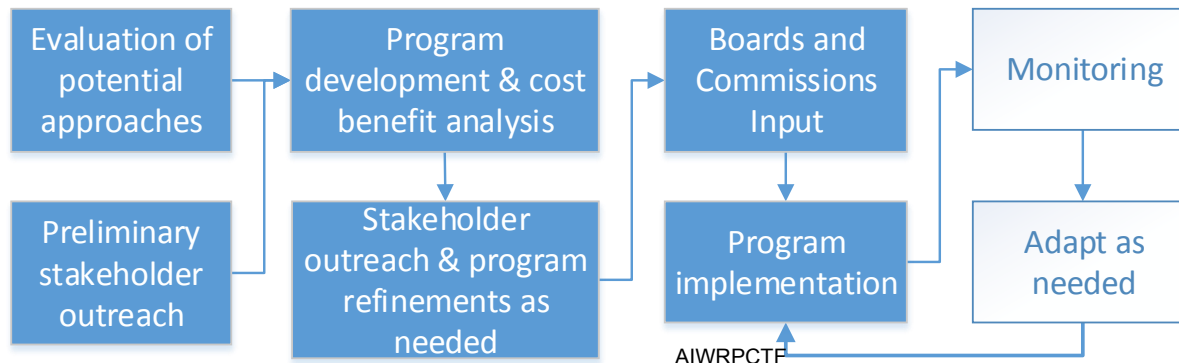 Evaluation of
potential
approaches
Preliminary
stakeholder
outreach
Program
development & cost
benefit analysis
Stakeholder
outreach & program
refinements as
needed
Boards and
Commissions
Input
Program
implementation
Monitoring
Adapt as
needed
AIWRPCTF